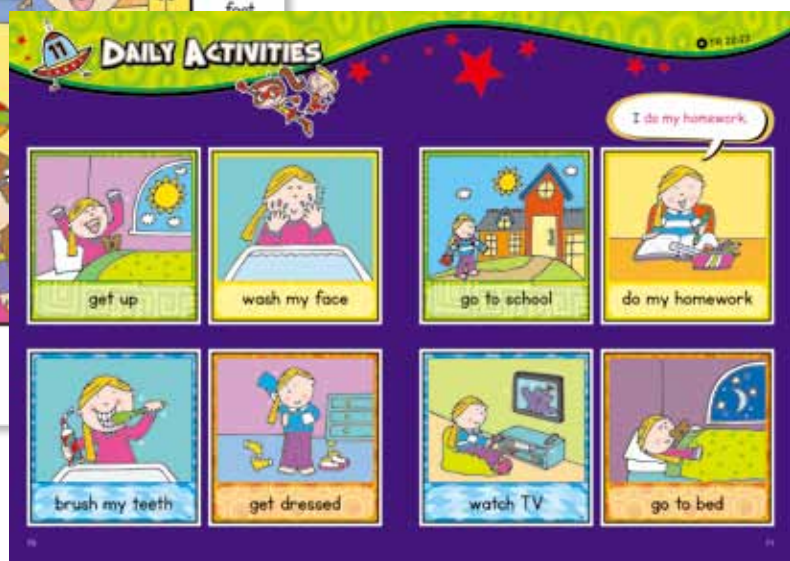 foot
11
DAILY ACTIVITIES
I do my homework.
get up
wash my face
go to school
do my homework
brush my teeth
get dressed
watch TV
go to bed